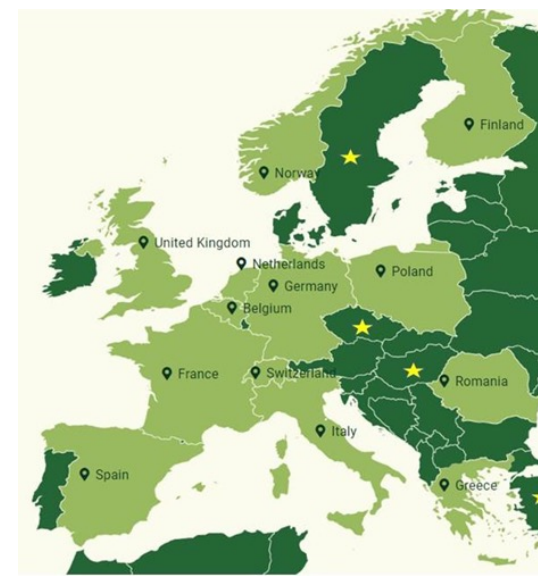 Finland
Norway
United Kingdom
Netherlands
Poland
Germany
Belgium
France
Switzerland
Romania
Italy
Spain
Greece